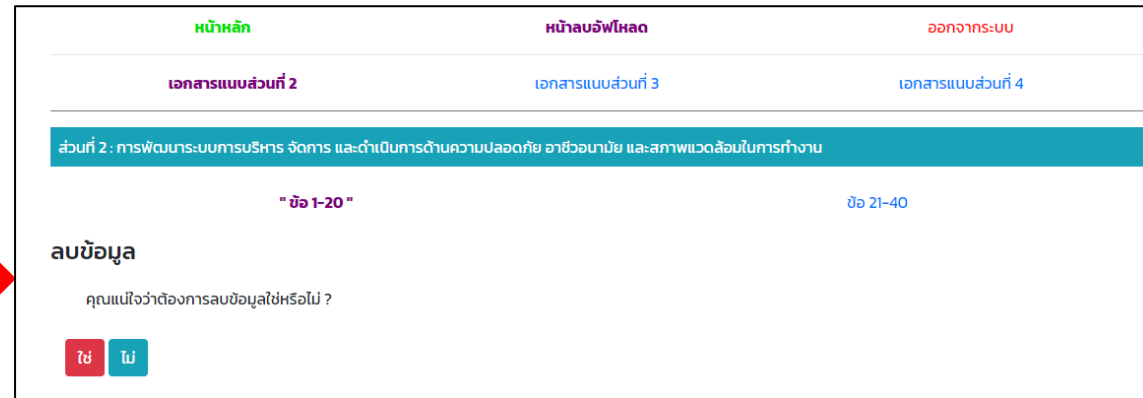 หน้าหลัก หน้าลบอัฟโหลด ออกจากระบบ
เอกสารแนบส่วนที่ 2 เอกสารแนบส่วนที่ 3 เอกสารแนบส่วนที่ 4
ส่วนที่ 2 : การพัฒนาระบบการบริหาร จัดการ และดำเนินการด้านความปลอดภัย อาชีวอนามัย และสภาพแวดล้อมในการทำงาน
" ข้อ 1-20 " ข้อ 21-40
ลบข้อมูล
คุณแน่ใจว่าต้องการลบข้อมูลใช่หรือไม่ ?
ใช่ ไม่